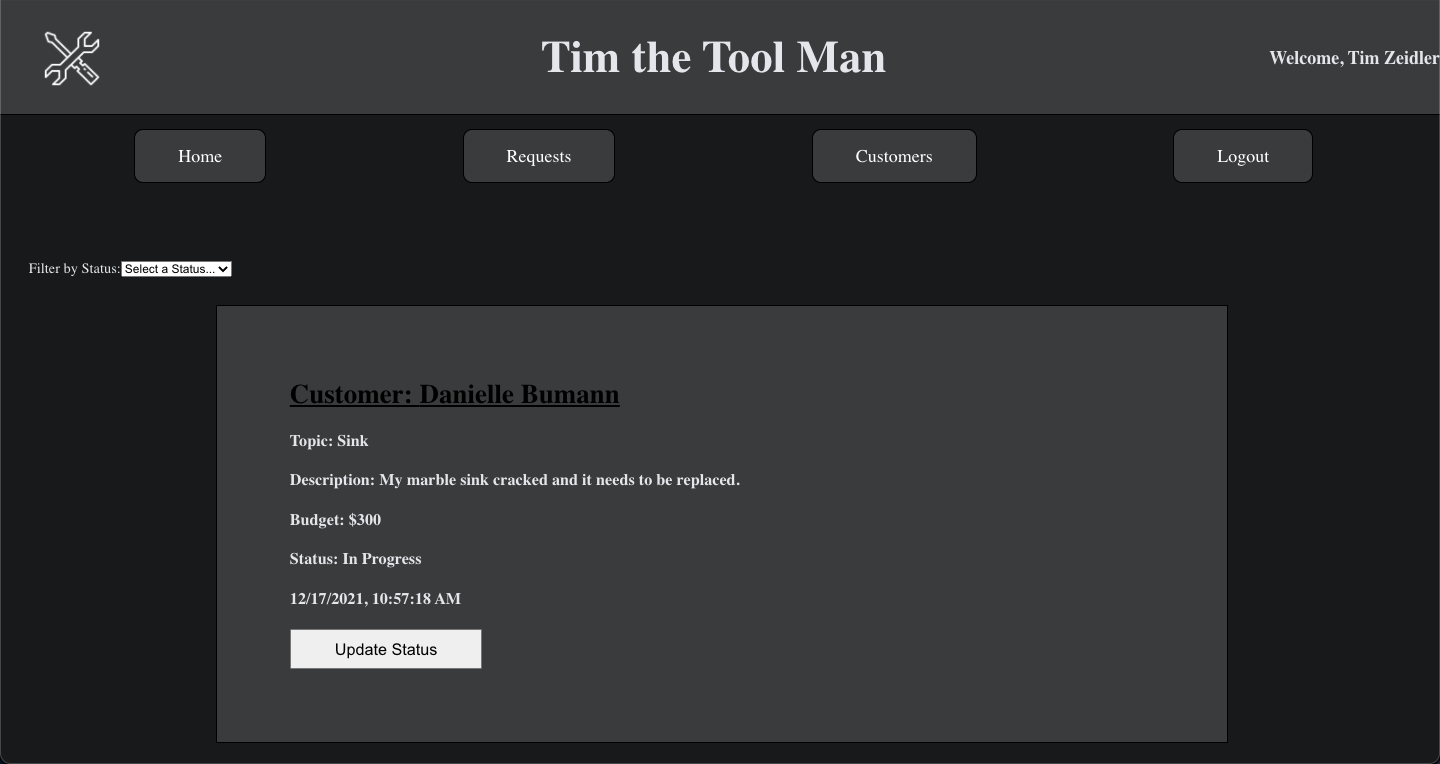 Tim the Tool Man
Welcome, Tim Zeidler
Home
Requests
Customers
Logout
Filter by Status: Select a Status...
Customer: Danielle Bumann
Topic: Sink
Description: My marble sink cracked and it needs to be replaced.
Budget: $300
Status: In Progress
12/17/2021, 10:57:18 AM
Update Status